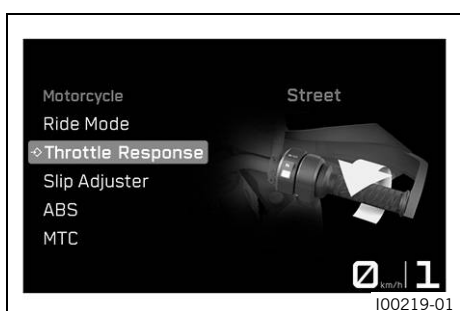 Motorcycle
Street
Ride Mode
Throttle Response
Slip Adjuster
ABS
MTC
0 km/h 1
I00219-01